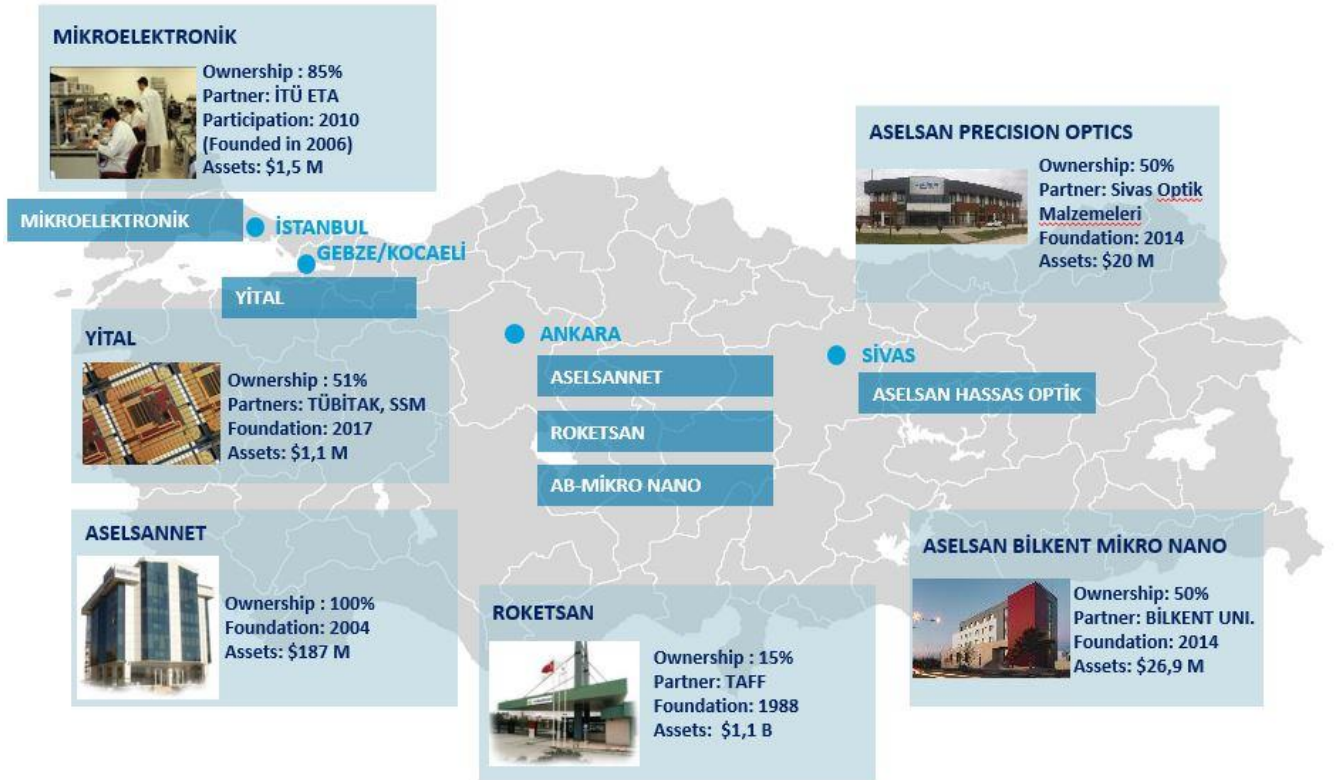 MİKROELEKTRONİK
Ownership : 85%
Partner: İTÜ ETA
Participation: 2010
(Founded in 2006)
Assets: $1,5 M
ASELSAN PRECISION OPTICS
Ownership: 50%
Partner: Sivas Optik
Malzemeleri
Foundation: 2014
Assets: $20 M
MİKROELEKTRONİK
İSTANBUL
GEBZE/KOCAELİ
YİTAL
YİTAL
Ownership : 51%
Partners: TÜBİTAK, SSM
Foundation: 2017
Assets: $1,1 M
ANKARA
ASELSANNET
ROKETSAN
AB-MİKRO NANO
SİVAS
ASELSAN HASSAS OPTİK
ASELSANNET
Ownership : 100%
Foundation: 2004
Assets: $187 M
ROKETSAN
Ownership : 15%
Partner: TAFF
Foundation: 1988
Assets: $1,1 B
ASELSAN BİLKENT MİKRO NANO
Ownership: 50%
Partner: BİLKENT UNI.
Foundation: 2014
Assets: $26,9 M